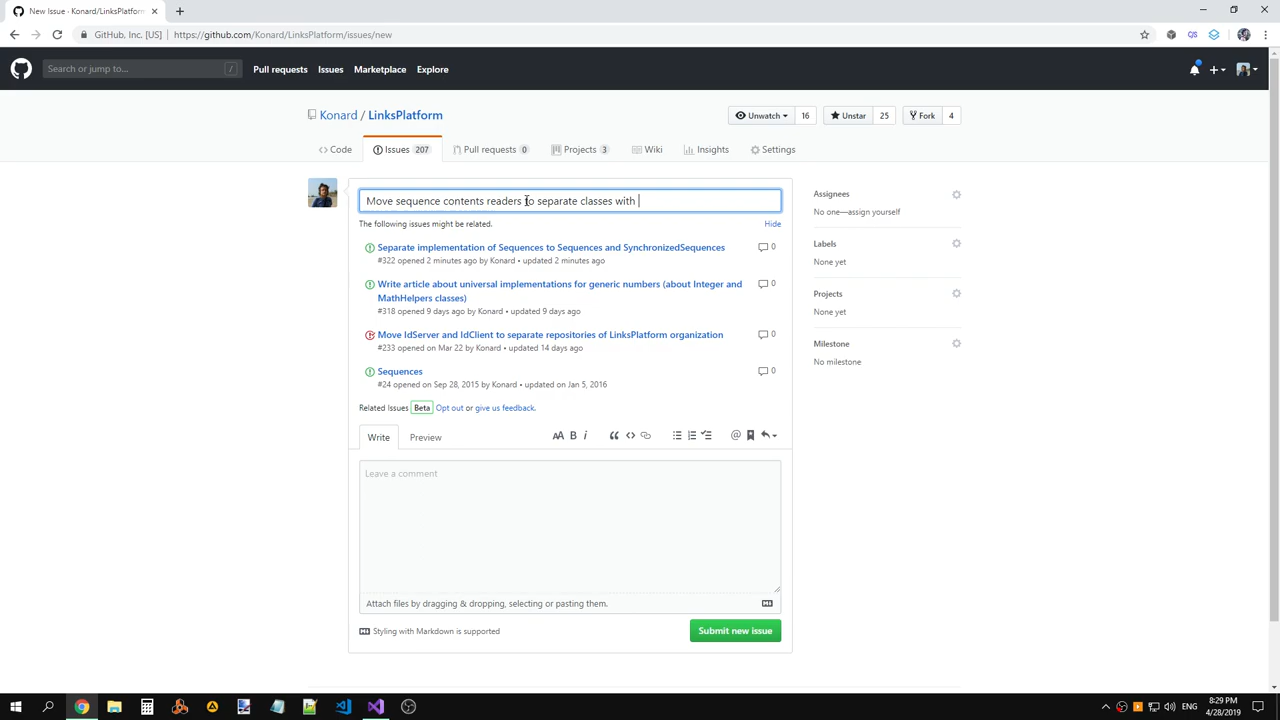 New Issue · Konard/LinksPlatform
GitHub, Inc. [US]
https://github.com/Konard/LinksPlatform/issues/new
Search or jump to...
/
Pull requests
Issues
Marketplace
Explore
Konard / LinksPlatform
Unwatch
16
Unstar
25
Fork
4
Code
Issues 207
Pull requests 0
Projects 3
Wiki
Insights
Settings
Move sequence contents readers to separate classes with
The following issues might be related.
Hide
Separate implementation of Sequences to Sequences and SynchronizedSequences
0
#322 opened 2 minutes ago by Konard • updated 2 minutes ago
Write article about universal implementations for generic numbers (about Integer and
MathHelpers classes)
0
#318 opened 9 days ago by Konard • updated 9 days ago
Move IdServer and IdClient to separate repositories of LinksPlatform organization
0
#233 opened on Mar 22 by Konard • updated 14 days ago
Sequences
0
#24 opened on Sep 28, 2015 by Konard • updated on Jan 5, 2016
Related Issues Beta Opt out or give us feedback.
Write
Preview
Leave a comment
Attach files by dragging & dropping, selecting or pasting them.
Styling with Markdown is supported
Submit new issue
Assignees
No one—assign yourself
Labels
None yet
Projects
None yet
Milestone
No milestone
ENG
8:29 PM
4/28/2019